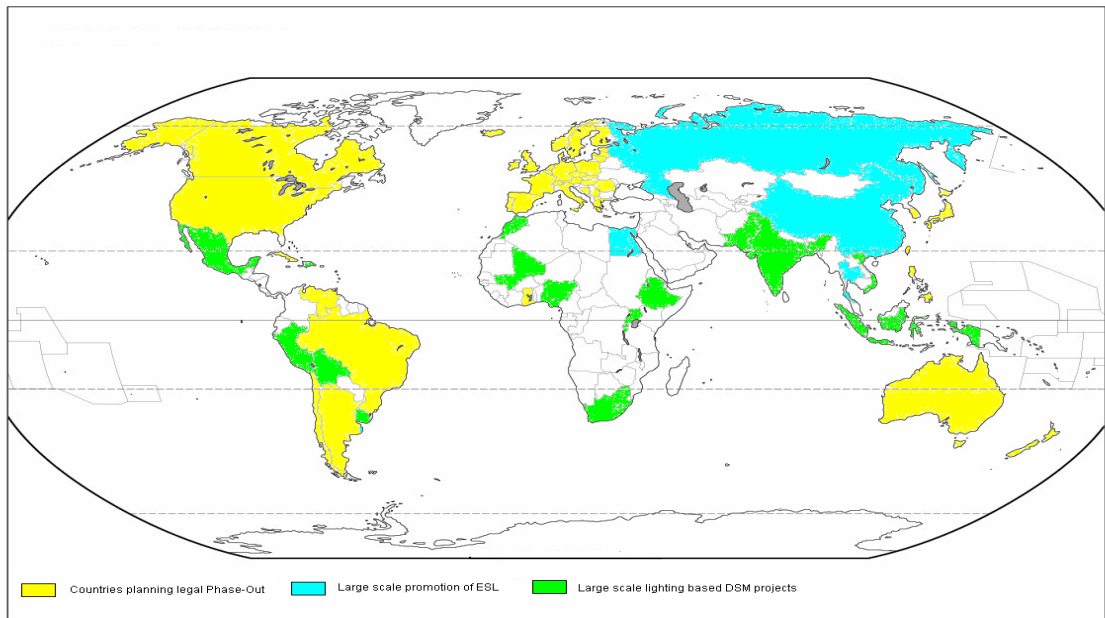 Countries planning legal Phase-Out
Large scale promotion of ESL
Large scale lighting based DSM projects